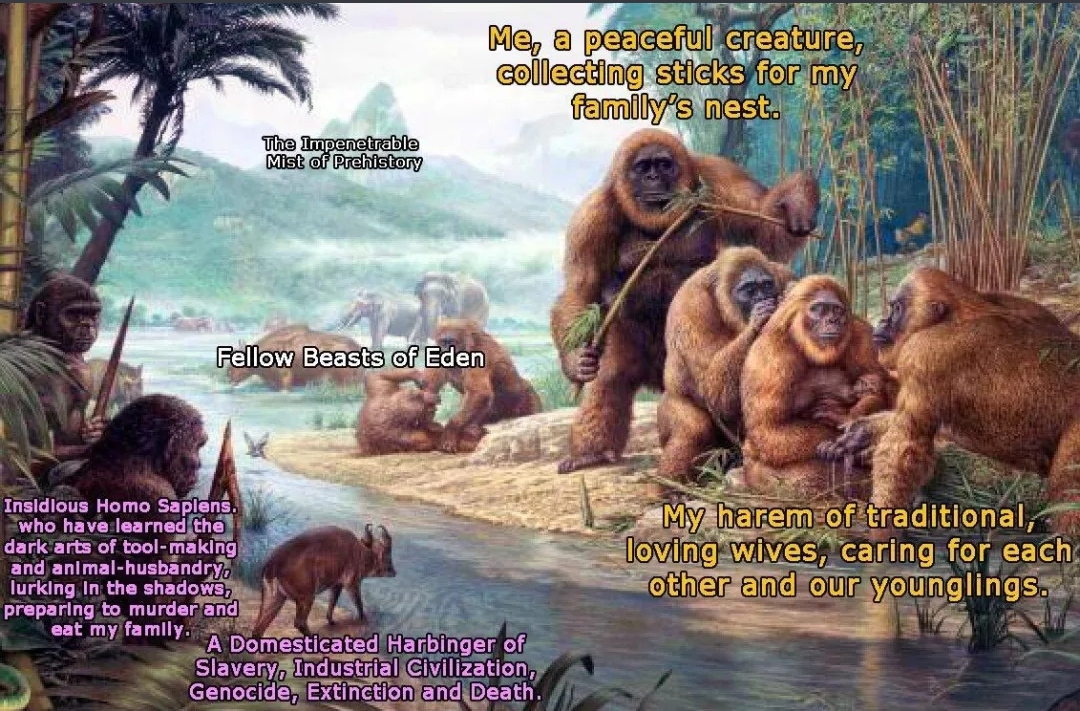 Me, a peaceful creature,
collecting sticks for my
family's nest.
The Impenetrable
Mist of Prehistory
Fellow Beasts of Eden
Insidious Homo Sapiens.
who have learned the
dark arts of tool-making
and animal-husbandry,
lurking in the shadows,
preparing to murder and
eat my family.
My harem of traditional,
loving wives, caring for each
other and our younglings.
A Domesticated Harbinger of
Slavery, Industrial Civilization,
Genocide, Extinction and Death.